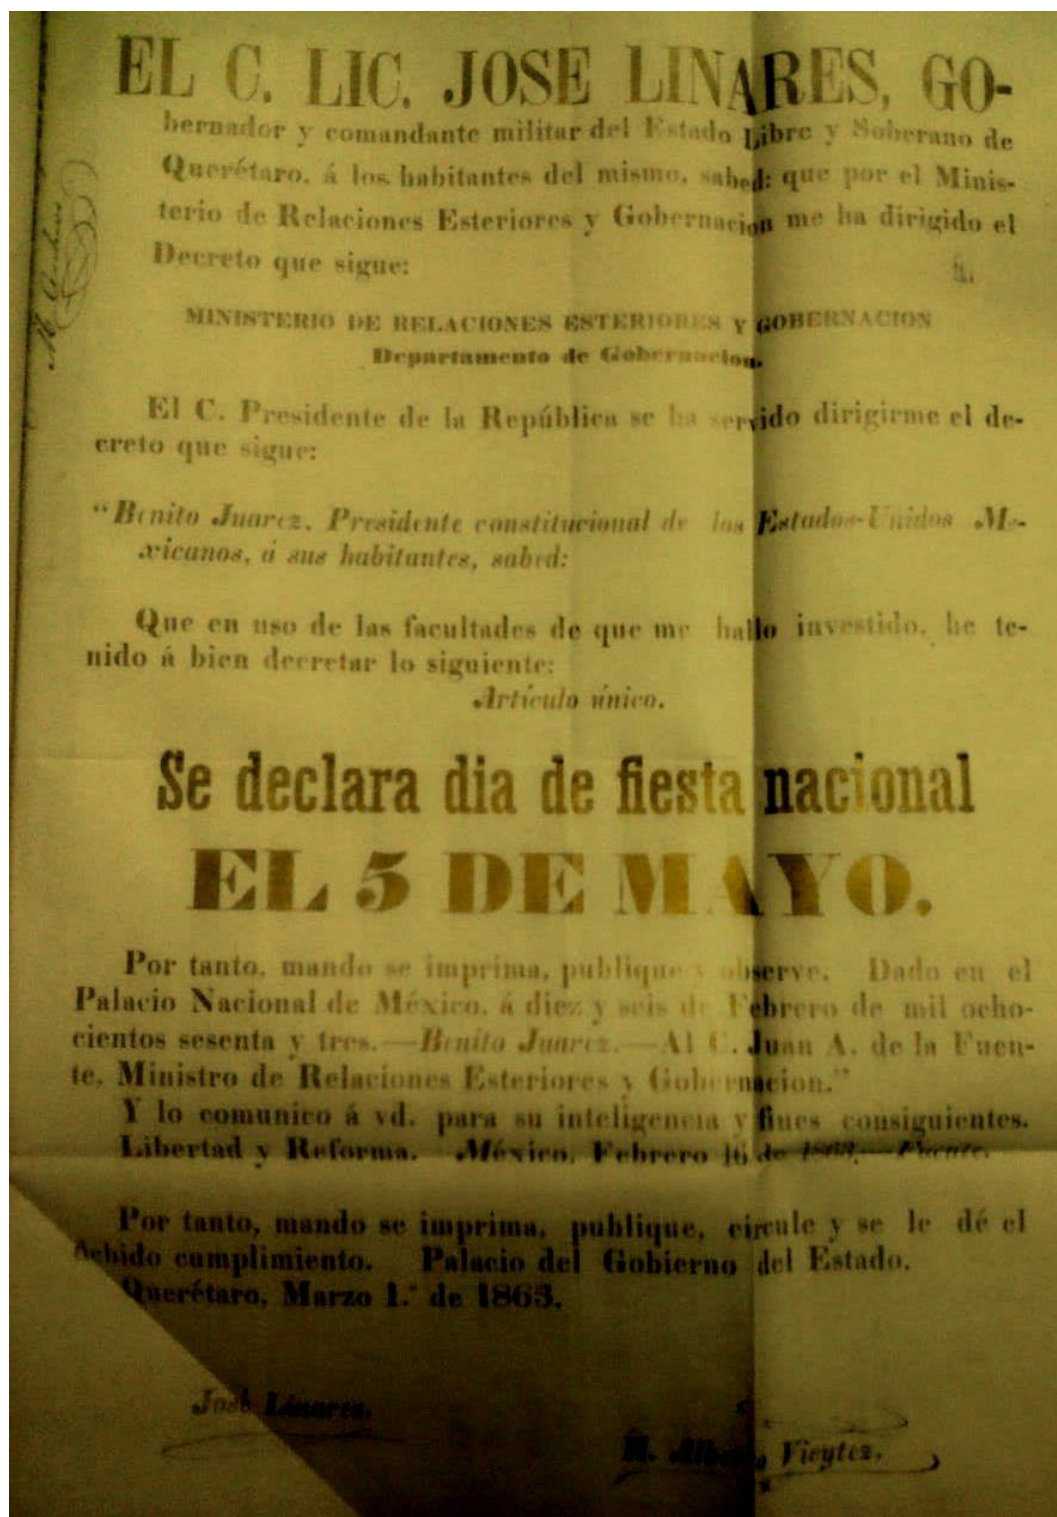 EL C. LIC. JOSE LINARES, GO-
bernador y comandante militar del Estado Libre y Soberano de
Querétaro, á los habitantes del mismo, sabed: que por el Minis-
terio de Relaciones Esteriores y Gobernacion me ha dirigido el
Decreto que sigue:
MINISTERIO DE RELACIONES ESTERIORES Y GOBERNACION
Departamento de Gobernacion.
El C. Presidente de la República se ha servido dirigirme el de-
creto que sigue:
"Benito Juarez, Presidente constitucional de los Estados-Unidos Me-
xicanos, á sus habitantes, sabed:
Que en uso de las facultades de que me hallo investido, he te-
nido á bien decretar lo siguiente:
Artículo único.
Se declara dia de fiesta nacional
EL 5 DE MAYO.
Por tanto, mando se imprima, publique y observe. Dado en el
Palacio Nacional de México, á diez y seis de Febrero de mil ocho-
cientos sesenta y tres.—Benito Juarez.—Al C. Juan A. de la Fuen-
te, Ministro de Relaciones Esteriores y Gobernacion."
Y lo comunico á vd. para su inteligencia y fines consiguientes.
Libertad y Reforma. México, Febrero 16 de 1863.—Fuente.
Por tanto, mando se imprima, publique, circule y se le dé el
debido cumplimiento. Palacio del Gobierno del Estado.
Querétaro, Marzo 1.° de 1863.
José Linares.
Vieytez.